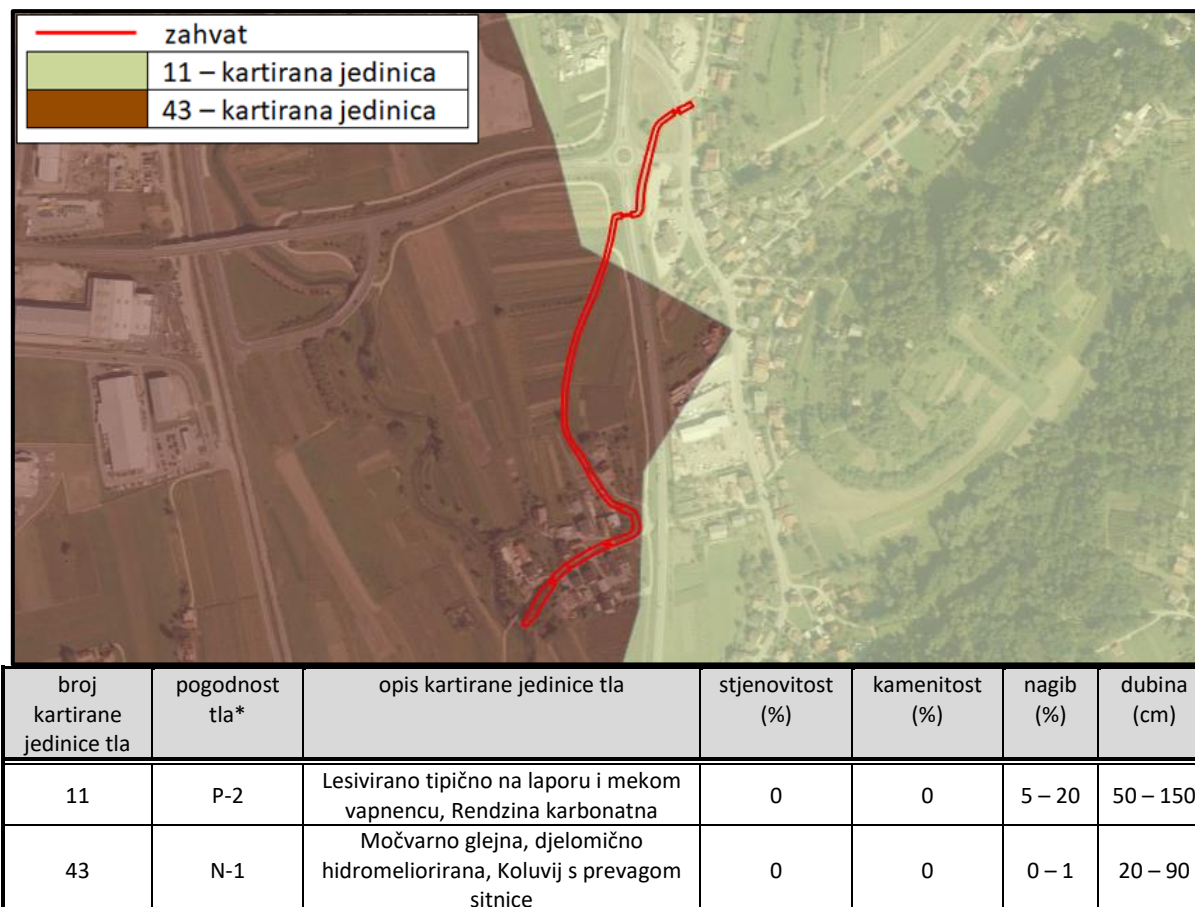 zahvat
11 – kartirana jedinica
43 – kartirana jedinica
broj kartirane jedinice tla
pogodnost tla*
opis kartirane jedinice tla
stjenovitost (%)
kamenitost (%)
nagib (%)
dubina (cm)
11
P-2
Lesivirano tipično na laporu i mekom
vapnencu, Rendzina karbonatna
0
0
5 – 20
50 – 150
43
N-1
Močvarno glejna, djelomično
hidromeliorirana, Koluvij s prevagom
sitnice
0
0
0 – 1
20 – 90